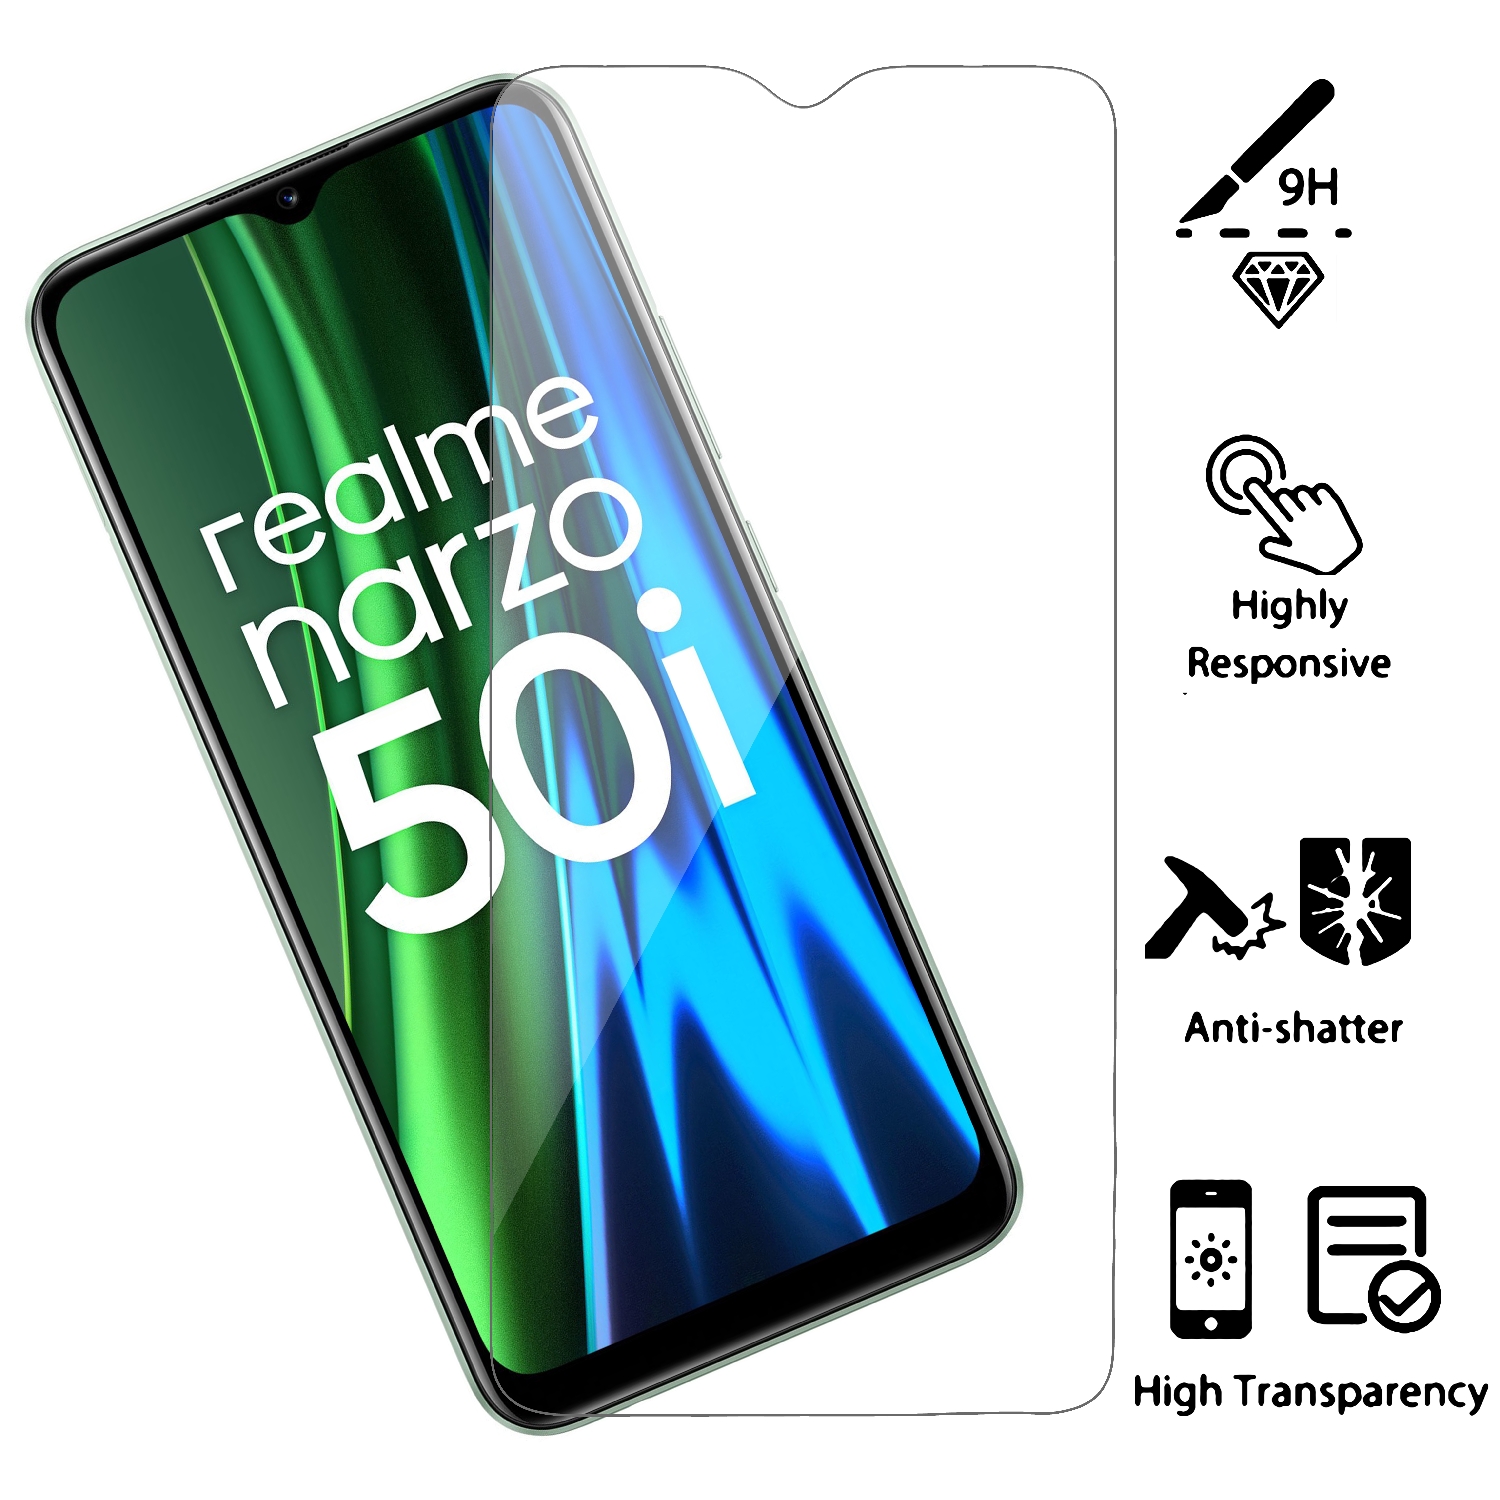 realme
narzo
50i
9H
Highly
Responsive
Anti-shatter
High Transparency